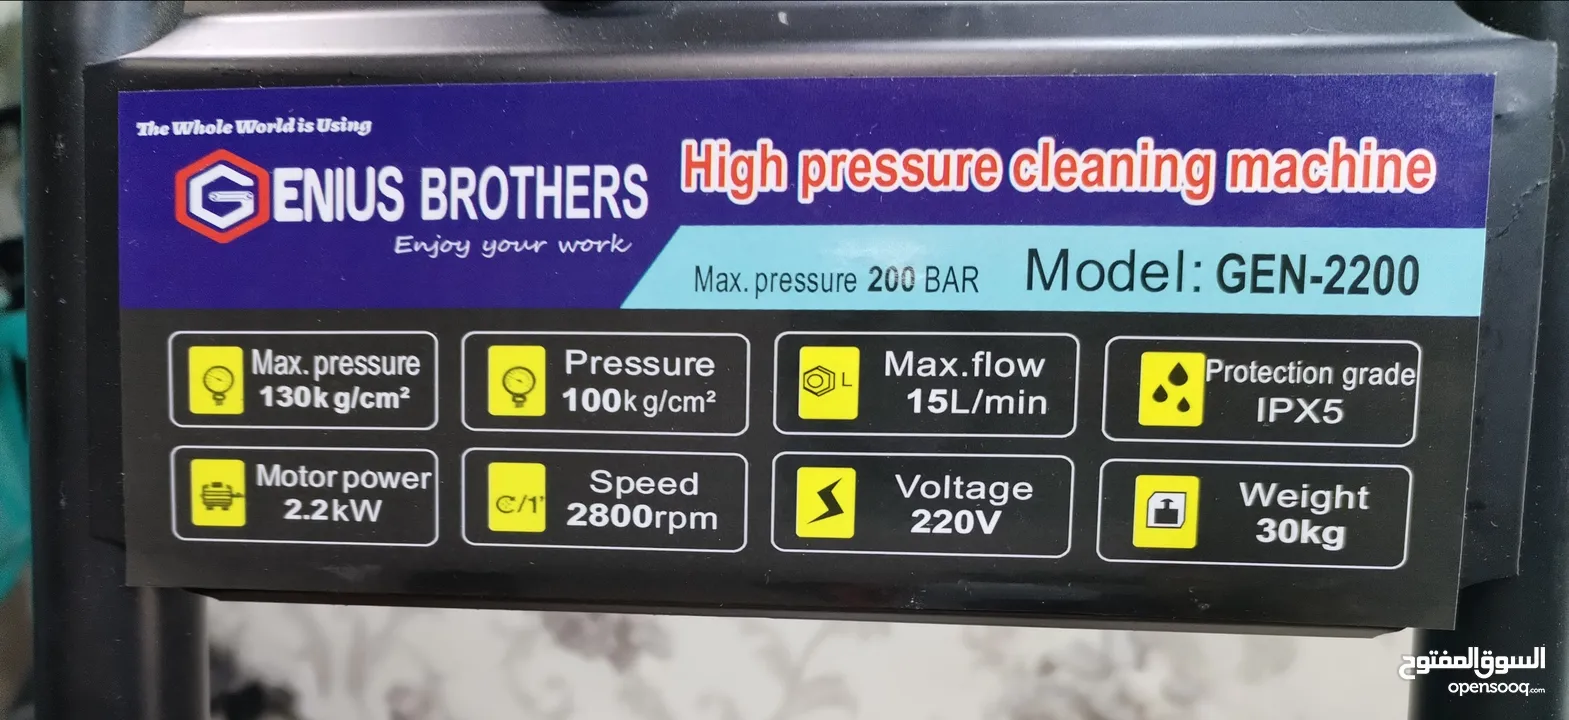 The Whole World is Using
GENIUS BROTHERS
Enjoy your work
High pressure cleaning machine
Max. pressure 200 BAR
Model: GEN-2200
Max. pressure
130kg/cm²
Pressure
100kg/cm²
L
Max.flow
15L/min
Protection grade
IPX5
Motor power
2.2kW
C/1'
Speed
2800rpm
Voltage
220V
Weight
30kg
السوق المفتوح
opensooq.com